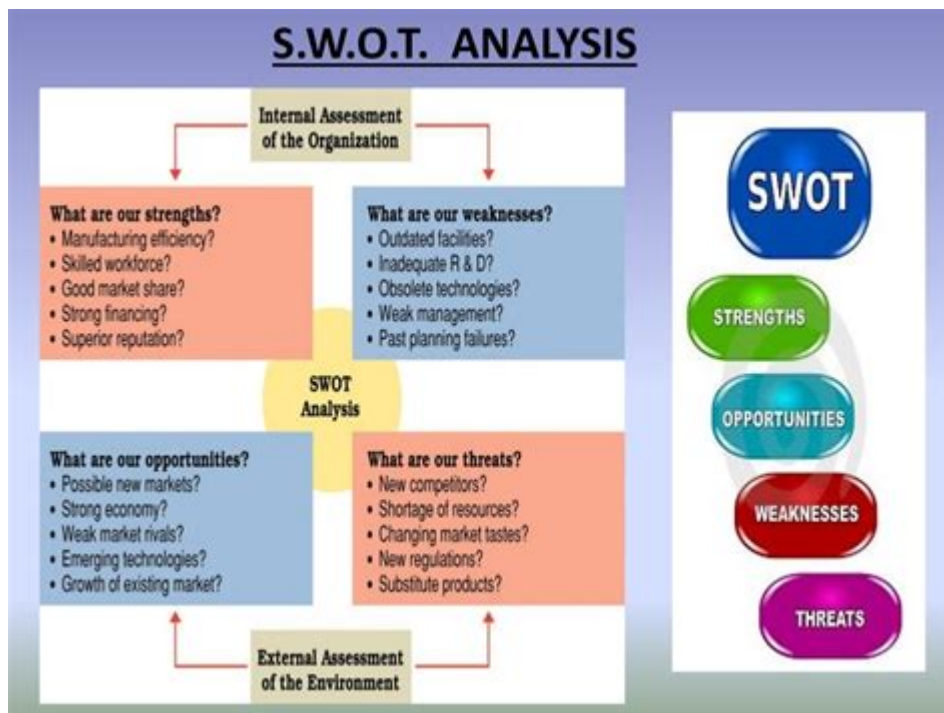 S.W.O.T. ANALYSIS
Internal Assessment
of the Organization
What are our strengths?
• Manufacturing efficiency?
• Skilled workforce?
• Good market share?
• Strong financing?
• Superior reputation?
What are our weaknesses?
• Outdated facilities?
• Inadequate R & D?
• Obsolete technologies?
• Weak management?
• Past planning failures?
SWOT
Analysis
What are our opportunities?
• Possible new markets?
• Strong economy?
• Weak market rivals?
• Emerging technologies?
• Growth of existing market?
What are our threats?
• New competitors?
• Shortage of resources?
• Changing market tastes?
• New regulations?
• Substitute products?
External Assessment
of the Environment
SWOT
STRENGTHS
OPPORTUNITIES
WEAKNESSES
THREATS